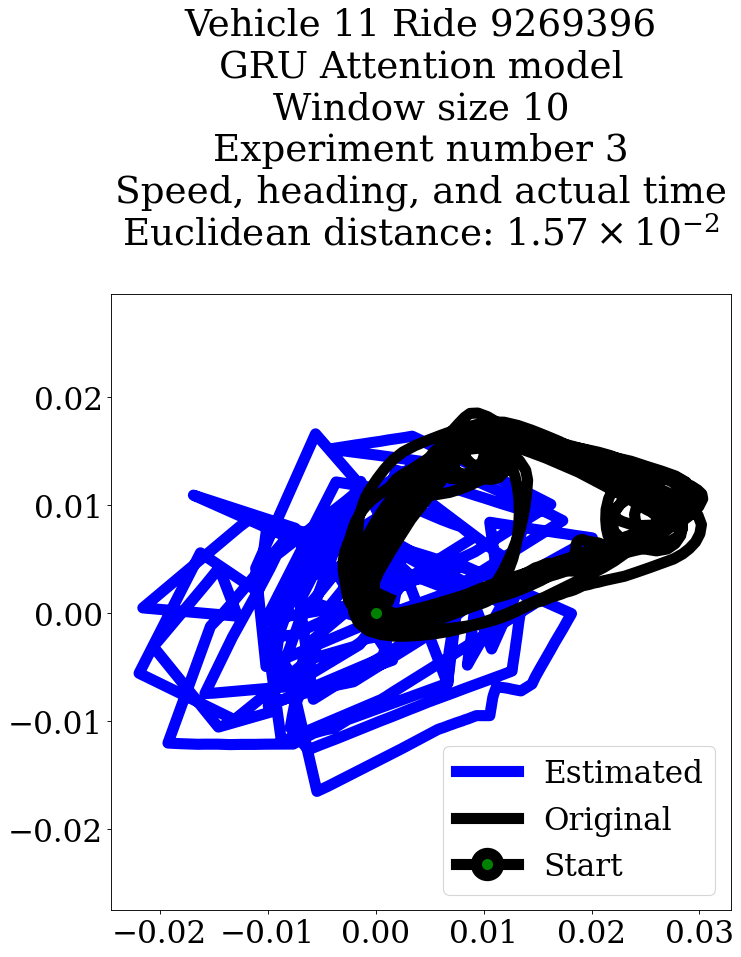 Vehicle 11 Ride 9269396
GRU Attention model
Window size 10
Experiment number 3
Speed, heading, and actual time
Euclidean distance: 1.57 × 10⁻²
0.02
0.01
0.00
−0.01
−0.02
Estimated
Original
Start
−0.02 −0.01 0.00 0.01 0.02 0.03